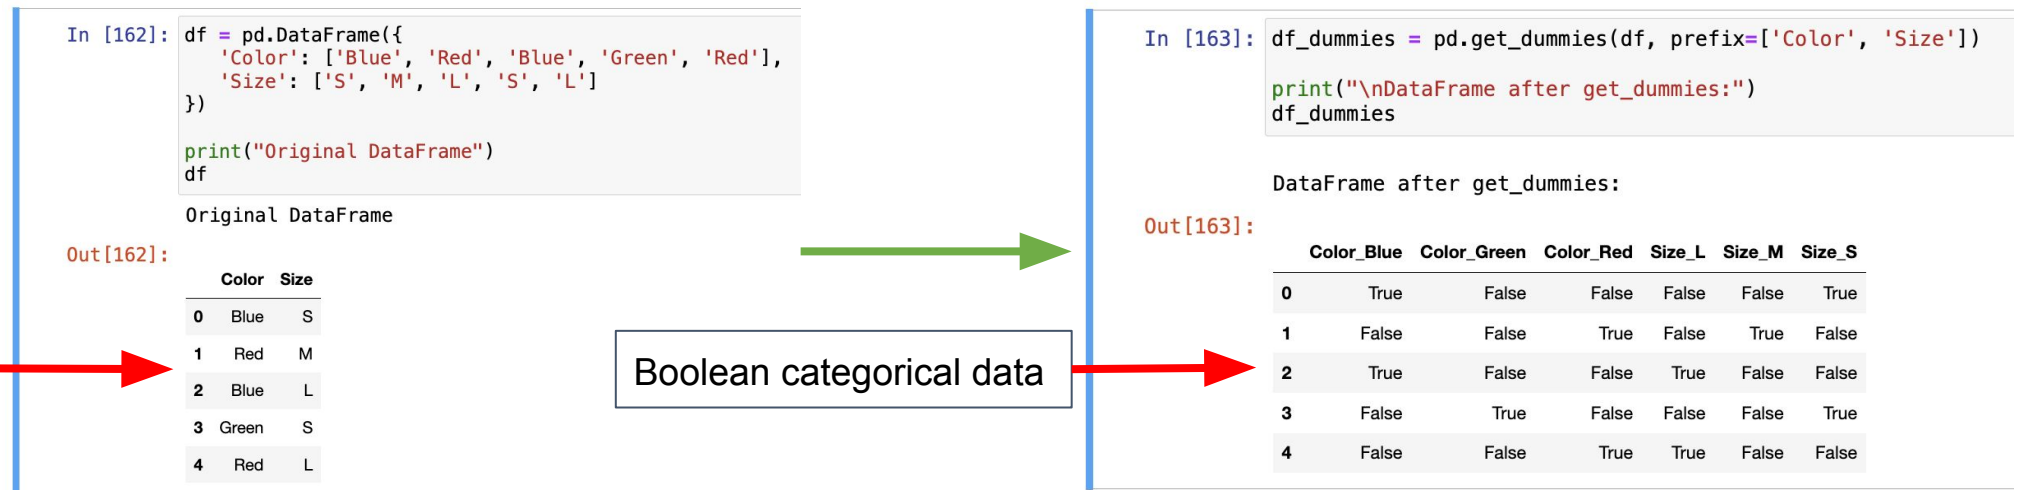 In [162]: df = pd.DataFrame({
'Color': ['Blue', 'Red', 'Blue', 'Green', 'Red'],
'Size': ['S', 'M', 'L', 'S', 'L']
})
print("Original DataFrame")
df
Original DataFrame
Out[162]:
Color Size
0 Blue S
1 Red M
2 Blue L
3 Green S
4 Red L
Boolean categorical data
In [163]: df_dummies = pd.get_dummies(df, prefix=['Color', 'Size'])
print("\nDataFrame after get_dummies:")
df_dummies
DataFrame after get_dummies:
Out[163]:
Color_Blue Color_Green Color_Red Size_L Size_M Size_S
0 True False False False False True
1 False False True False True False
2 True False False True False False
3 False True False False False True
4 False False True True False False